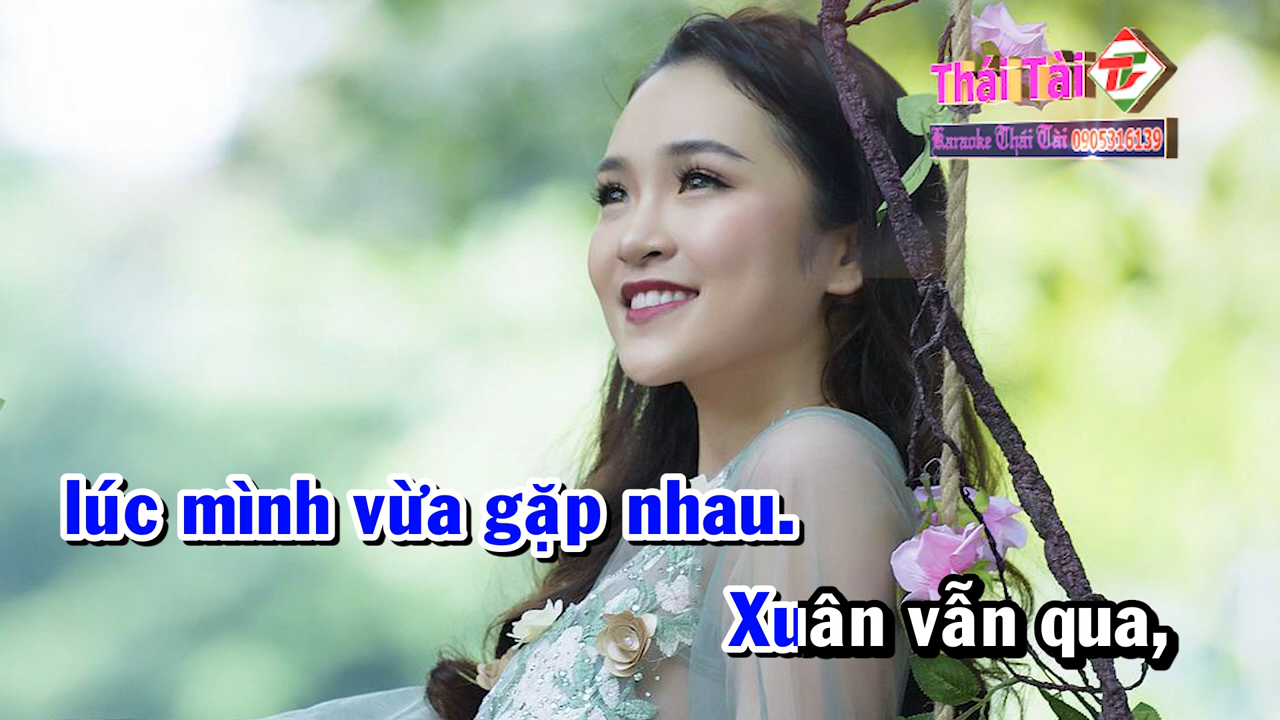 Thái Tài
Karaoke Thái Tài 0905316139
lúc mình vừa gặp nhau.
Xuân vẫn qua,